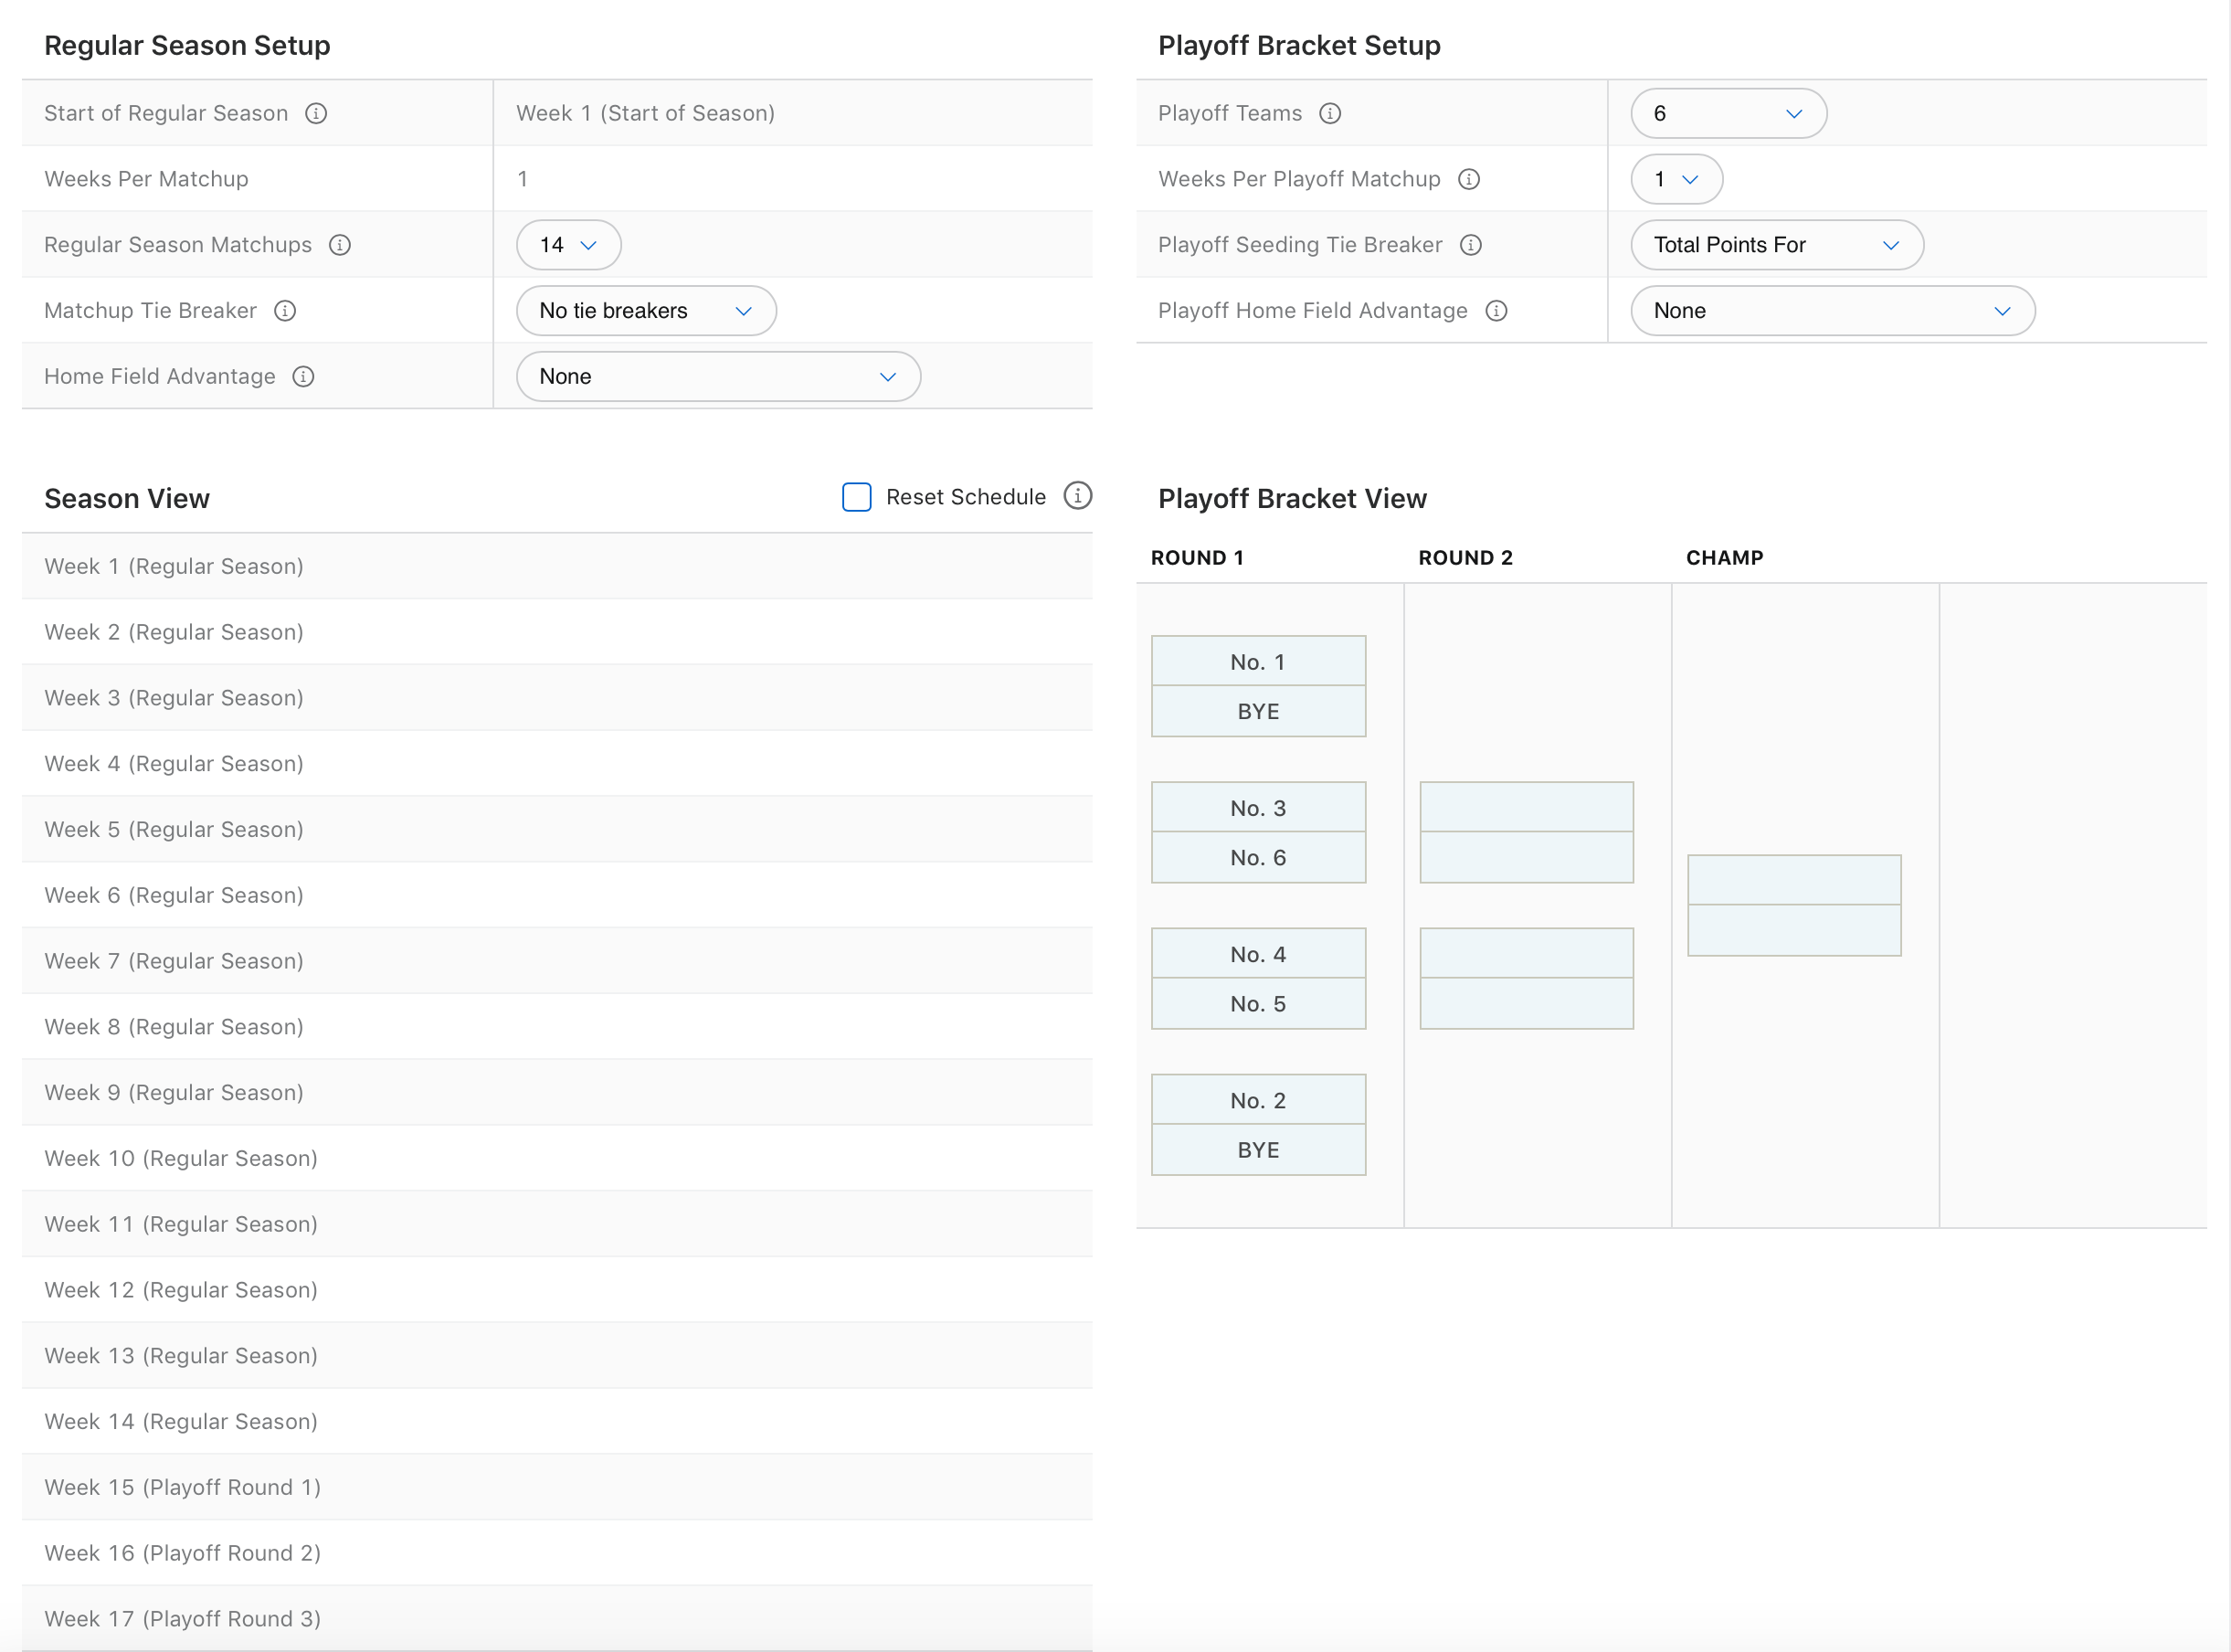 Regular Season Setup
Start of Regular Season
Week 1 (Start of Season)
Weeks Per Matchup
1
Regular Season Matchups
14
Matchup Tie Breaker
No tie breakers
Home Field Advantage
None
Playoff Bracket Setup
Playoff Teams
6
Weeks Per Playoff Matchup
1
Playoff Seeding Tie Breaker
Total Points For
Playoff Home Field Advantage
None
Season View
Reset Schedule
Week 1 (Regular Season)
Week 2 (Regular Season)
Week 3 (Regular Season)
Week 4 (Regular Season)
Week 5 (Regular Season)
Week 6 (Regular Season)
Week 7 (Regular Season)
Week 8 (Regular Season)
Week 9 (Regular Season)
Week 10 (Regular Season)
Week 11 (Regular Season)
Week 12 (Regular Season)
Week 13 (Regular Season)
Week 14 (Regular Season)
Week 15 (Playoff Round 1)
Week 16 (Playoff Round 2)
Week 17 (Playoff Round 3)
Playoff Bracket View
ROUND 1
ROUND 2
CHAMP
No. 1
BYE
No. 3
No. 6
No. 4
No. 5
No. 2
BYE